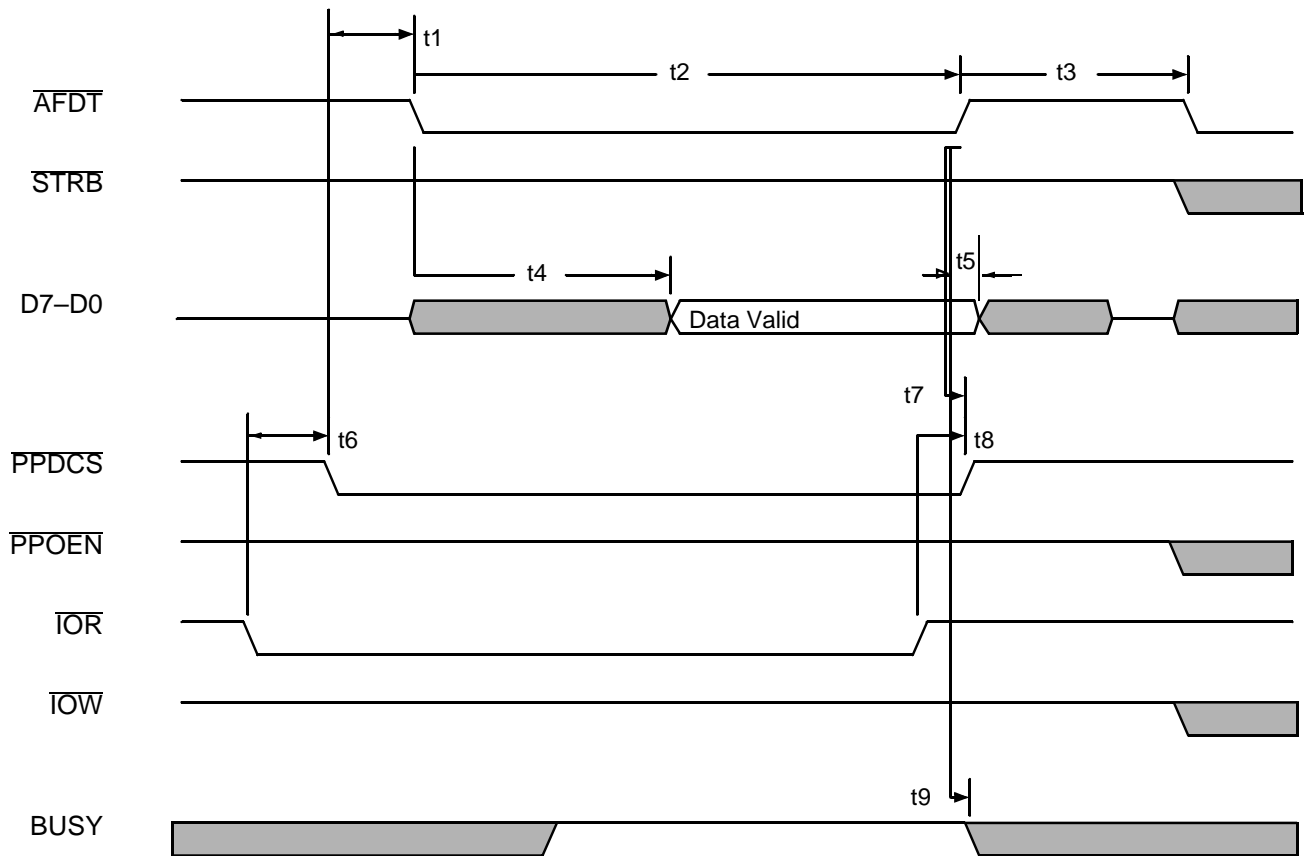 t1
t2
t3
AFDT
STRB
t4
t5
D7–D0
Data Valid
t7
t6
t8
PPDCS
PPOEN
IOR
IOW
t9
BUSY